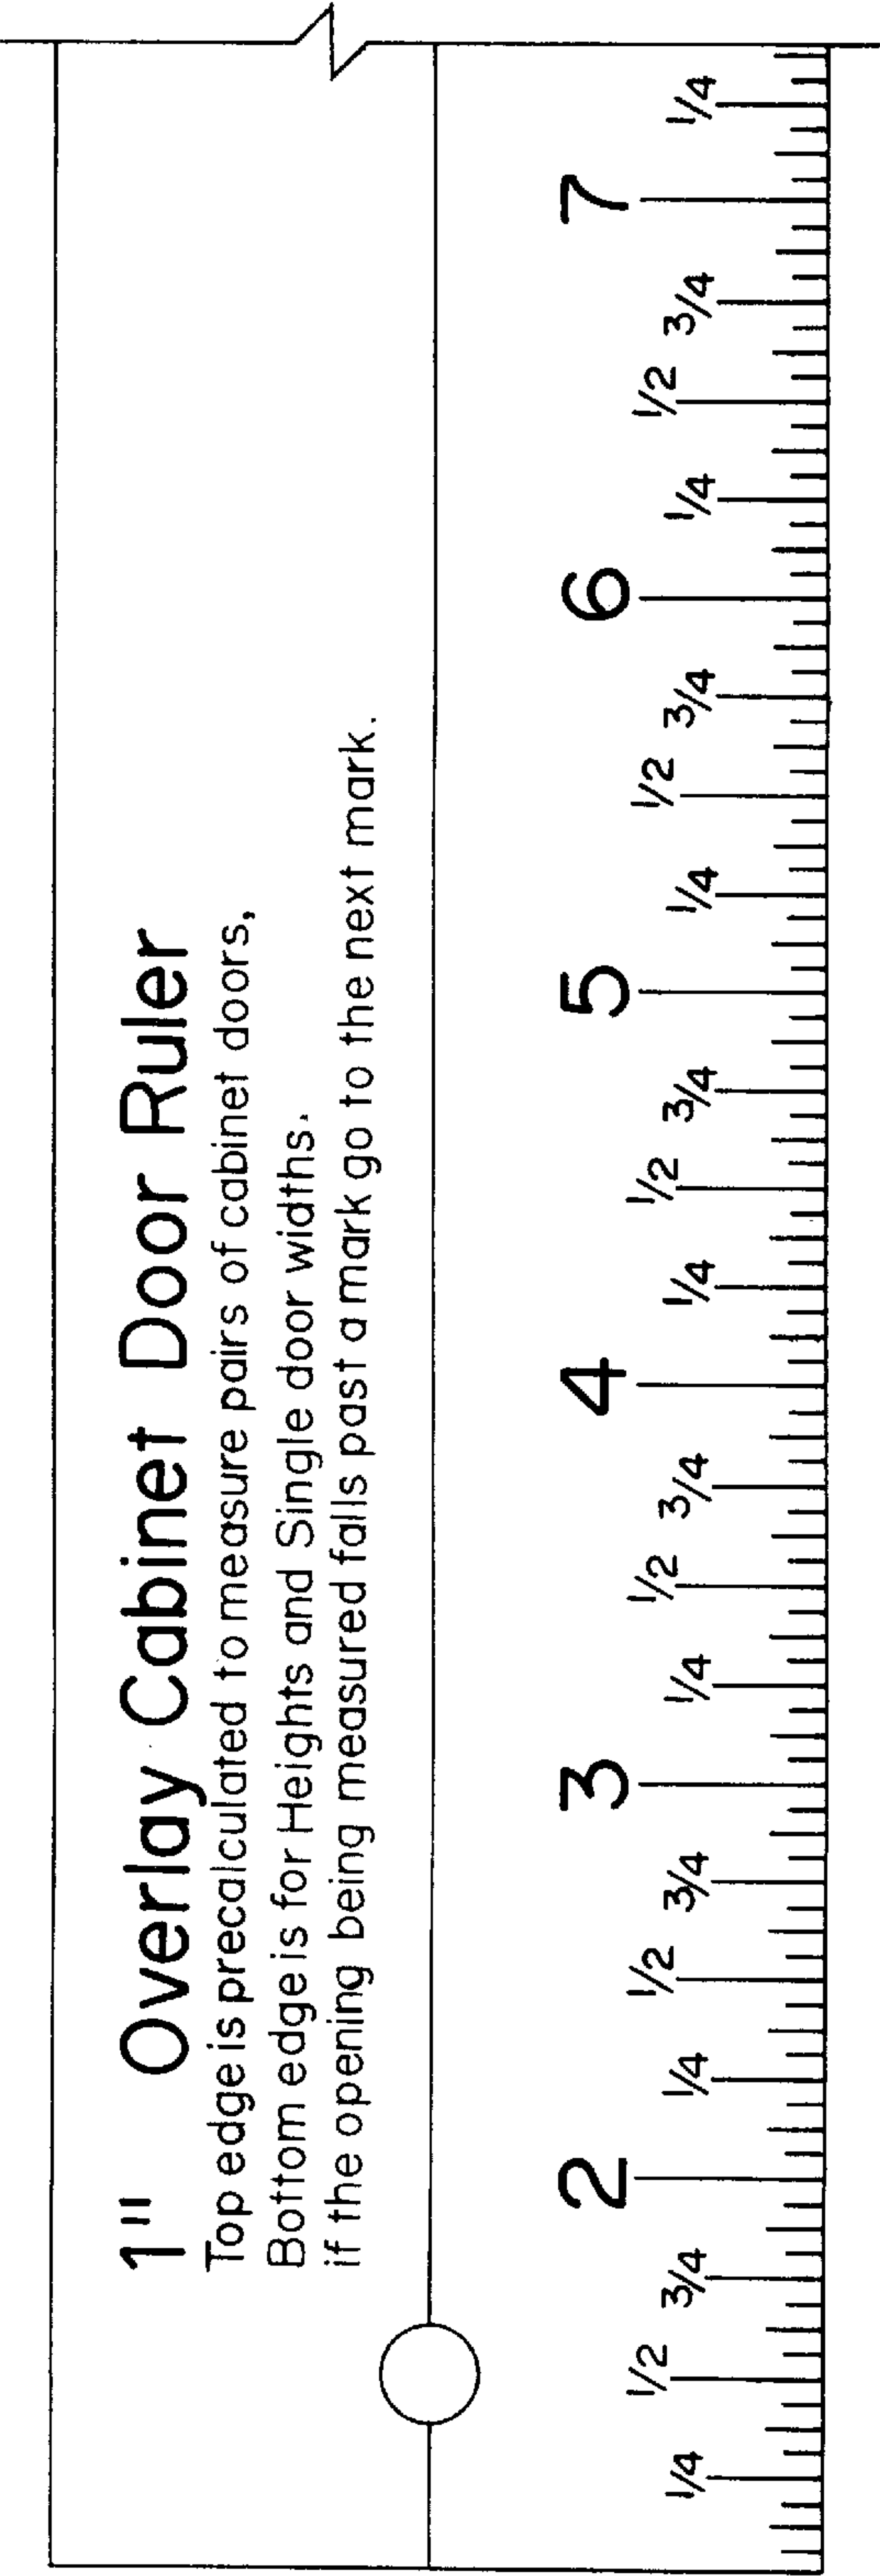 1" Overlay Cabinet Door Ruler
Top edge is precalculated to measure pairs of cabinet doors,
Bottom edge is for Heights and Single door widths.
if the opening being measured falls past a mark go to the next mark.
1/4 1/2 3/4 2 1/4 1/2 3/4 3 1/4 1/2 3/4 4 1/4 1/2 3/4 5 1/4 1/2 3/4 6 1/4 1/2 3/4 7 1/4